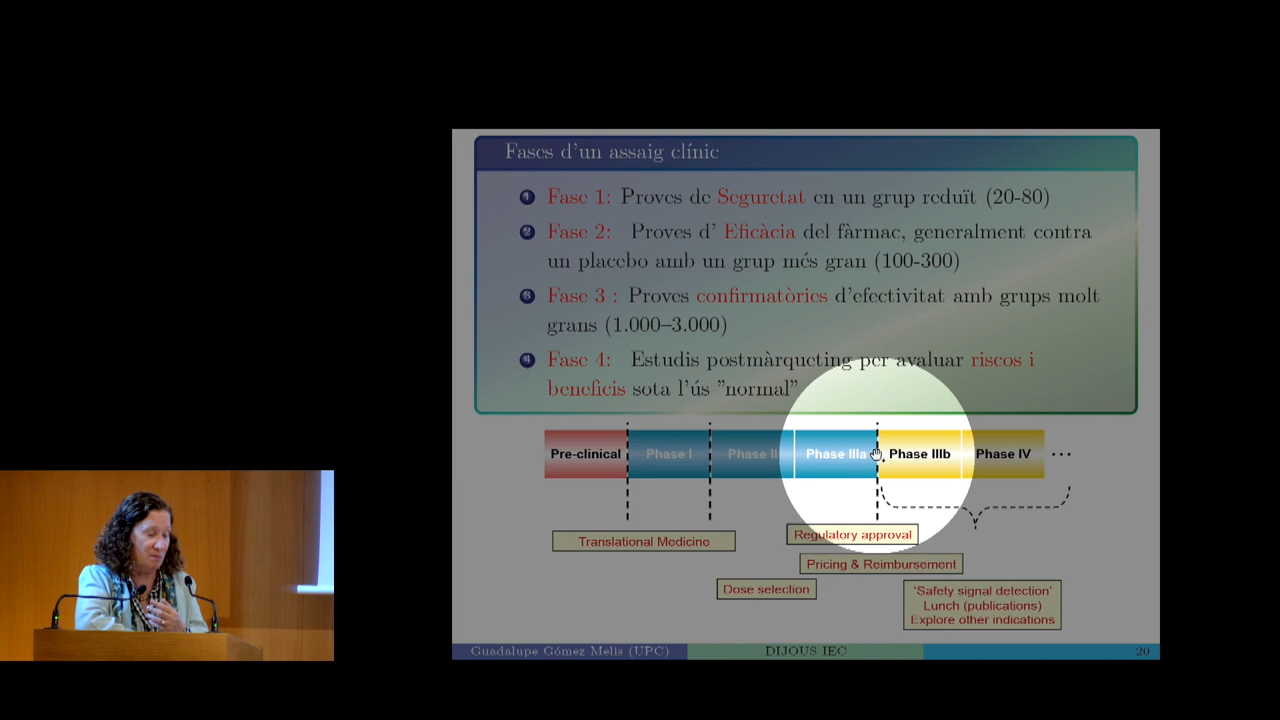 Fases d'un assaig clínic
1 Fase 1: Proves de Seguretat en un grup reduït (20-80)
2 Fase 2: Proves d' Eficàcia del fàrmac, generalment contra
un placebo amb un grup més gran (100-300)
3 Fase 3 : Proves confirmatòries d'efectivitat amb grups molt
grans (1.000–3.000)
4 Fase 4: Estudis postmàrqueting per avaluar riscos i
beneficis sota l'ús "normal"
Pre-clinical Phase I Phase II Phase IIIa Phase IIIb Phase IV ...
Translational Medicine
Regulatory approval
Pricing & Reimbursement
Dose selection
'Safety signal detection'
Lunch (publications)
Explore other indications
Guadalupe Gómez Melis (UPC) DIJOUS IEC 20